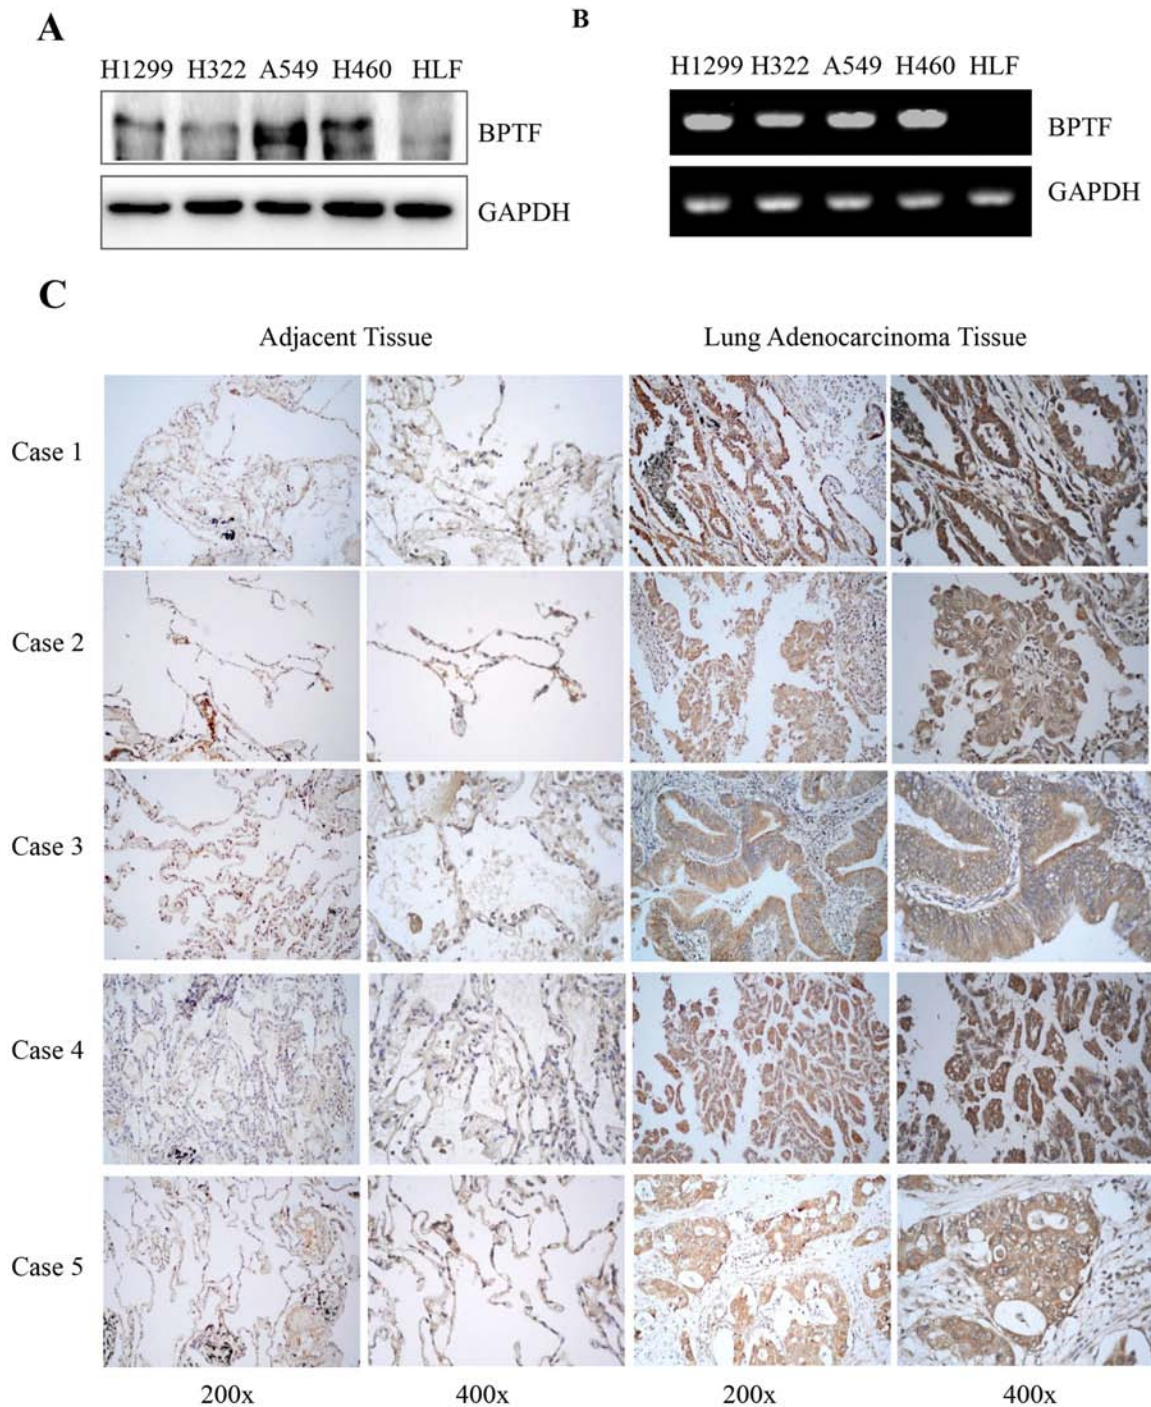 A
B
H1299 H322 A549 H460 HLF
BPTF
GAPDH
H1299 H322 A549 H460 HLF
BPTF
GAPDH
C
Adjacent Tissue
Lung Adenocarcinoma Tissue
Case 1
Case 2
Case 3
Case 4
Case 5
200x 400x 200x 400x